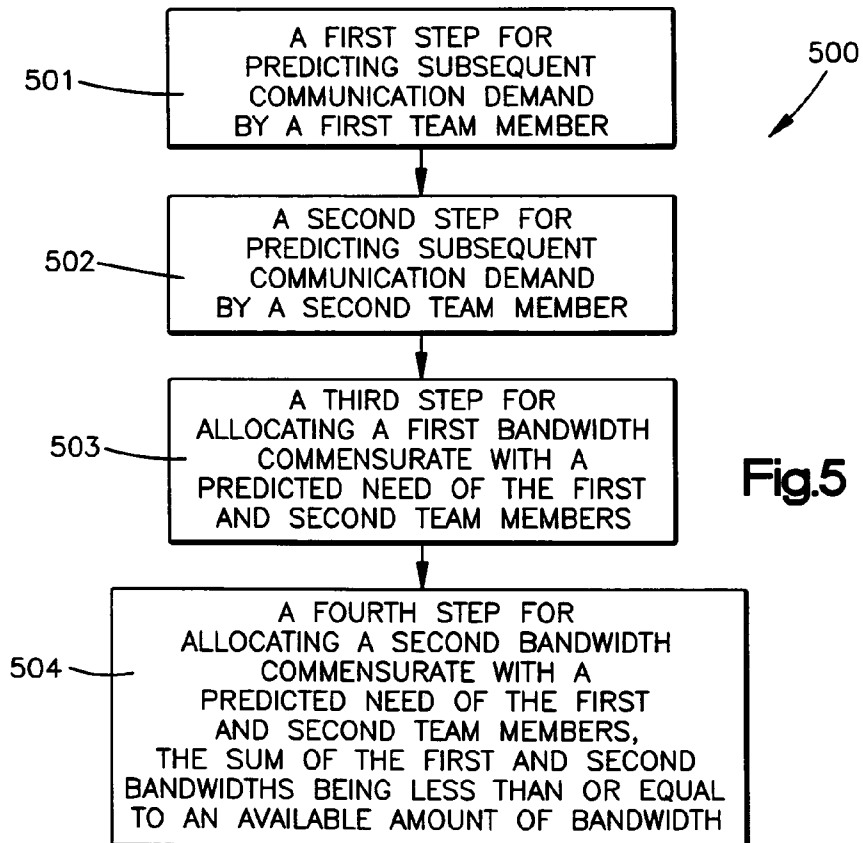 A FIRST STEP FOR
PREDICTING SUBSEQUENT
COMMUNICATION DEMAND
BY A FIRST TEAM MEMBER
501
500
A SECOND STEP FOR
PREDICTING SUBSEQUENT
COMMUNICATION DEMAND
BY A SECOND TEAM MEMBER
502
A THIRD STEP FOR
ALLOCATING A FIRST BANDWIDTH
COMMENSURATE WITH A
PREDICTED NEED OF THE FIRST
AND SECOND TEAM MEMBERS
503
Fig.5
A FOURTH STEP FOR
ALLOCATING A SECOND BANDWIDTH
COMMENSURATE WITH A
PREDICTED NEED OF THE FIRST
AND SECOND TEAM MEMBERS,
THE SUM OF THE FIRST AND SECOND
BANDWIDTHS BEING LESS THAN OR EQUAL
TO AN AVAILABLE AMOUNT OF BANDWIDTH
504